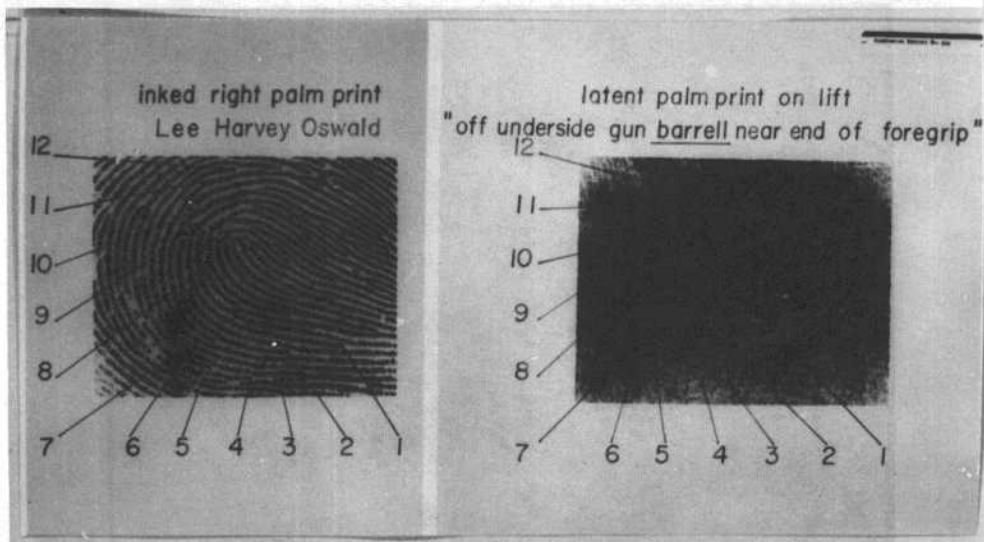 inked right palm print
Lee Harvey Oswald
12
11
10
9
8
7 6 5 4 3 2 1
latent palm print on lift
"off underside gun barrell near end of foregrip"
12
11
10
9
8
7 6 5 4 3 2 1